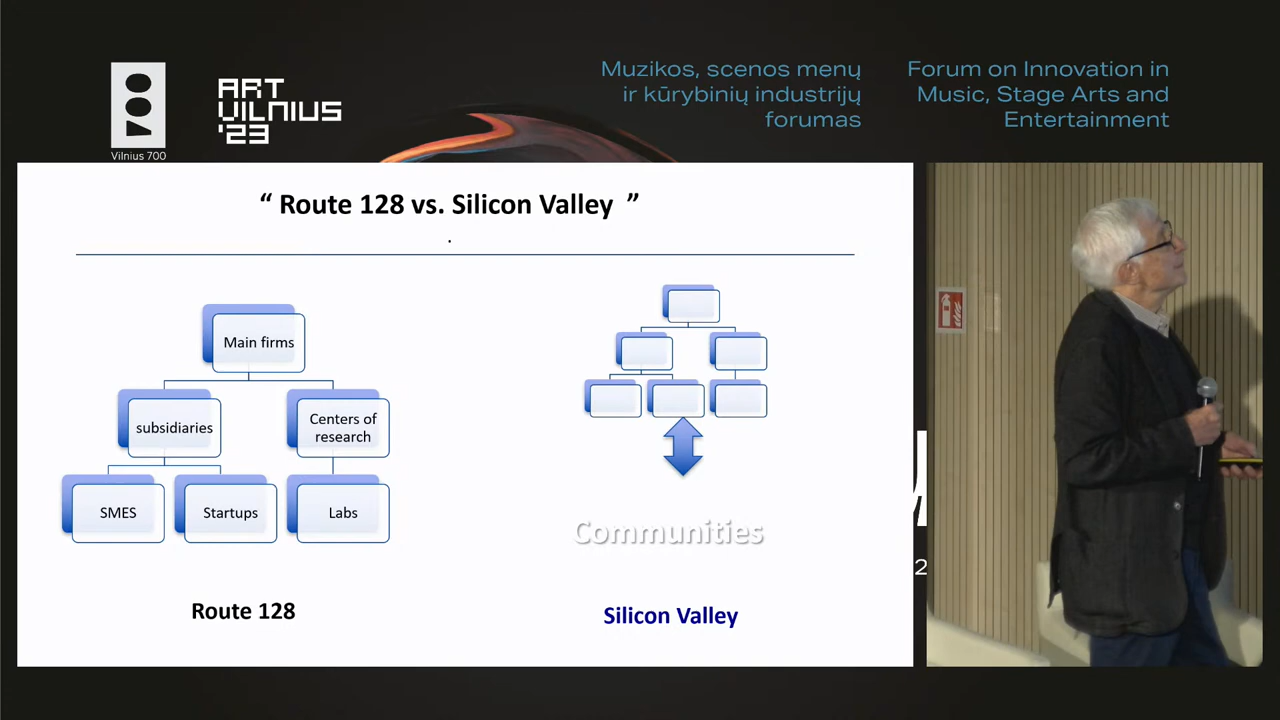 Vilnius 700
ART
VILNIUS
'23
Muzikos, scenos menų
ir kūrybinių industrijų
forumas
Forum on Innovation in
Music, Stage Arts and
Entertainment
“ Route 128 vs. Silicon Valley ”
Main firms
subsidiaries
Centers of
research
SMES
Startups
Labs
Route 128
Communities
Silicon Valley
2